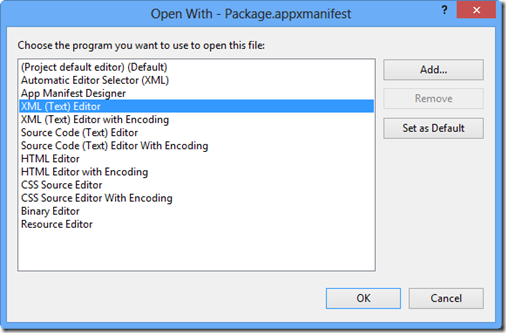 Open With - Package.appxmanifest
?
Choose the program you want to use to open this file:
(Project default editor) (Default)
Automatic Editor Selector (XML)
App Manifest Designer
XML (Text) Editor
XML (Text) Editor with Encoding
Source Code (Text) Editor
Source Code (Text) Editor With Encoding
HTML Editor
HTML Editor with Encoding
CSS Source Editor
CSS Source Editor With Encoding
Binary Editor
Resource Editor
Add...
Remove
Set as Default
OK
Cancel